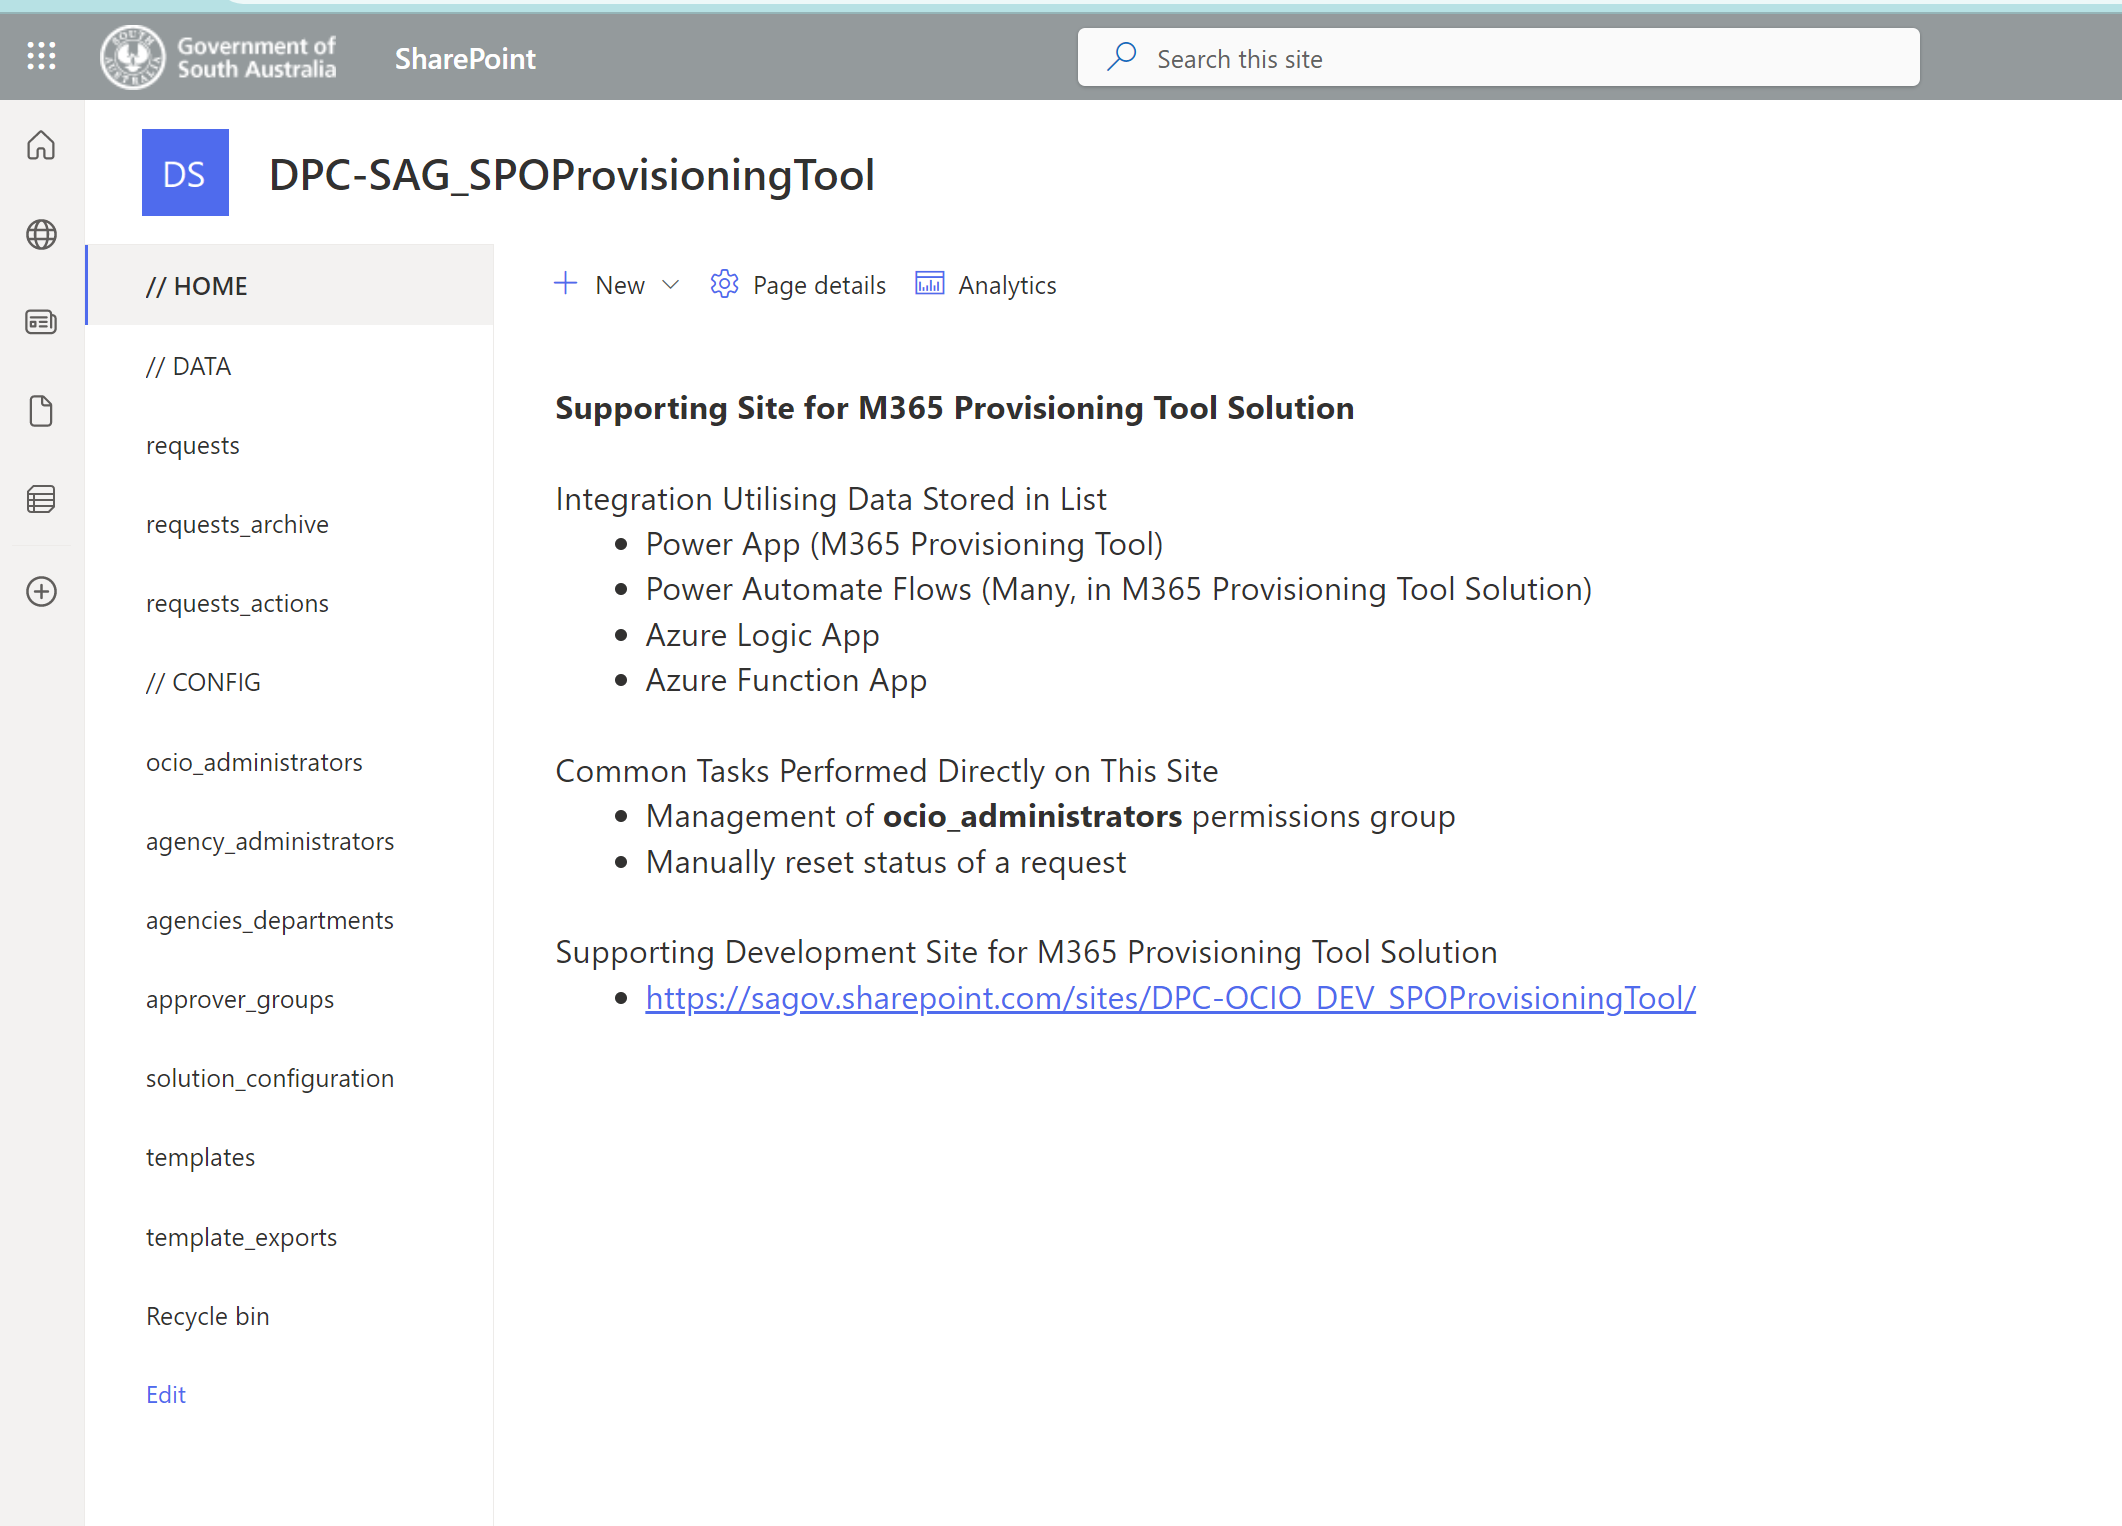 Government of
South Australia
SharePoint
Search this site
DS
DPC-SAG_SPOProvisioningTool
// HOME
// DATA
requests
requests_archive
requests_actions
// CONFIG
ocio_administrators
agency_administrators
agencies_departments
approver_groups
solution_configuration
templates
template_exports
Recycle bin
Edit
New
Page details
Analytics
Supporting Site for M365 Provisioning Tool Solution
Integration Utilising Data Stored in List
• Power App (M365 Provisioning Tool)
• Power Automate Flows (Many, in M365 Provisioning Tool Solution)
• Azure Logic App
• Azure Function App
Common Tasks Performed Directly on This Site
• Management of ocio_administrators permissions group
• Manually reset status of a request
Supporting Development Site for M365 Provisioning Tool Solution
• https://sagov.sharepoint.com/sites/DPC-OCIO_DEV_SPOProvisioningTool/